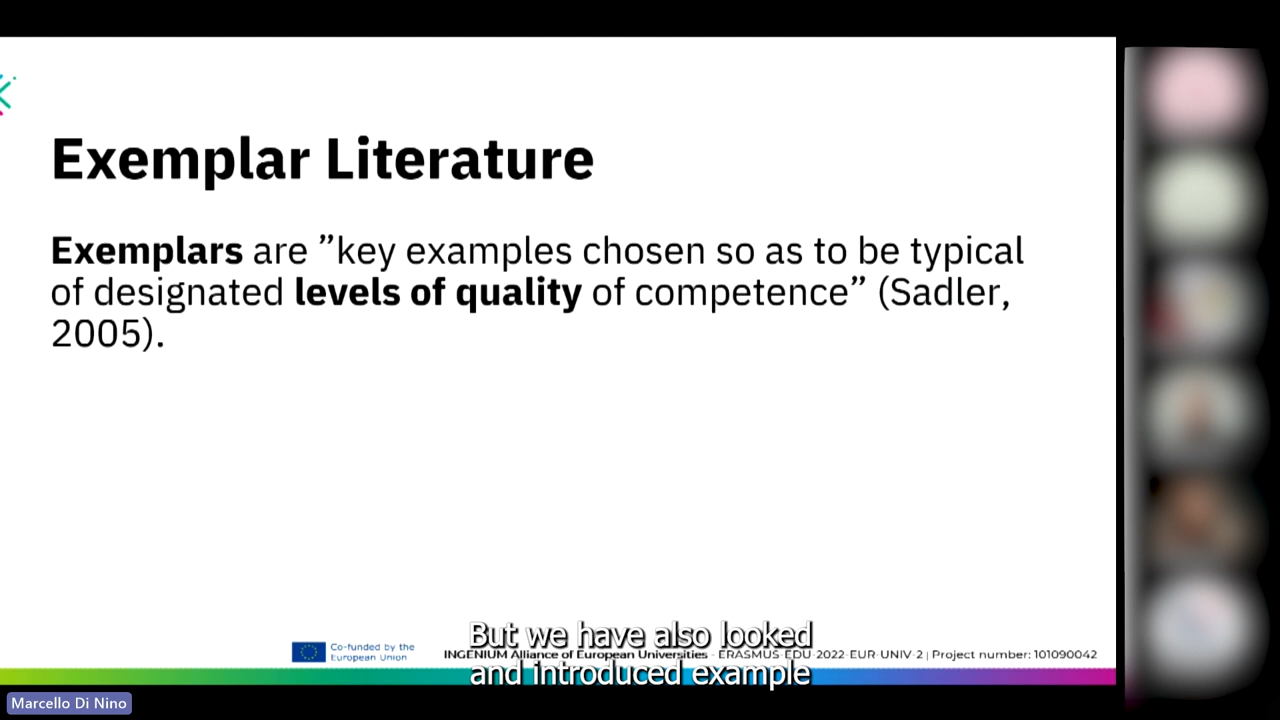 Exemplar Literature
Exemplars are ”key examples chosen so as to be typical
of designated levels of quality of competence” (Sadler,
2005).
Co-funded by the
European Union
INGENIUM Alliance of European Universities - ERASMUS-EDU-2022-EUR-UNIV-2 | Project number: 101090042
But we have also looked
and introduced example
Marcello Di Nino